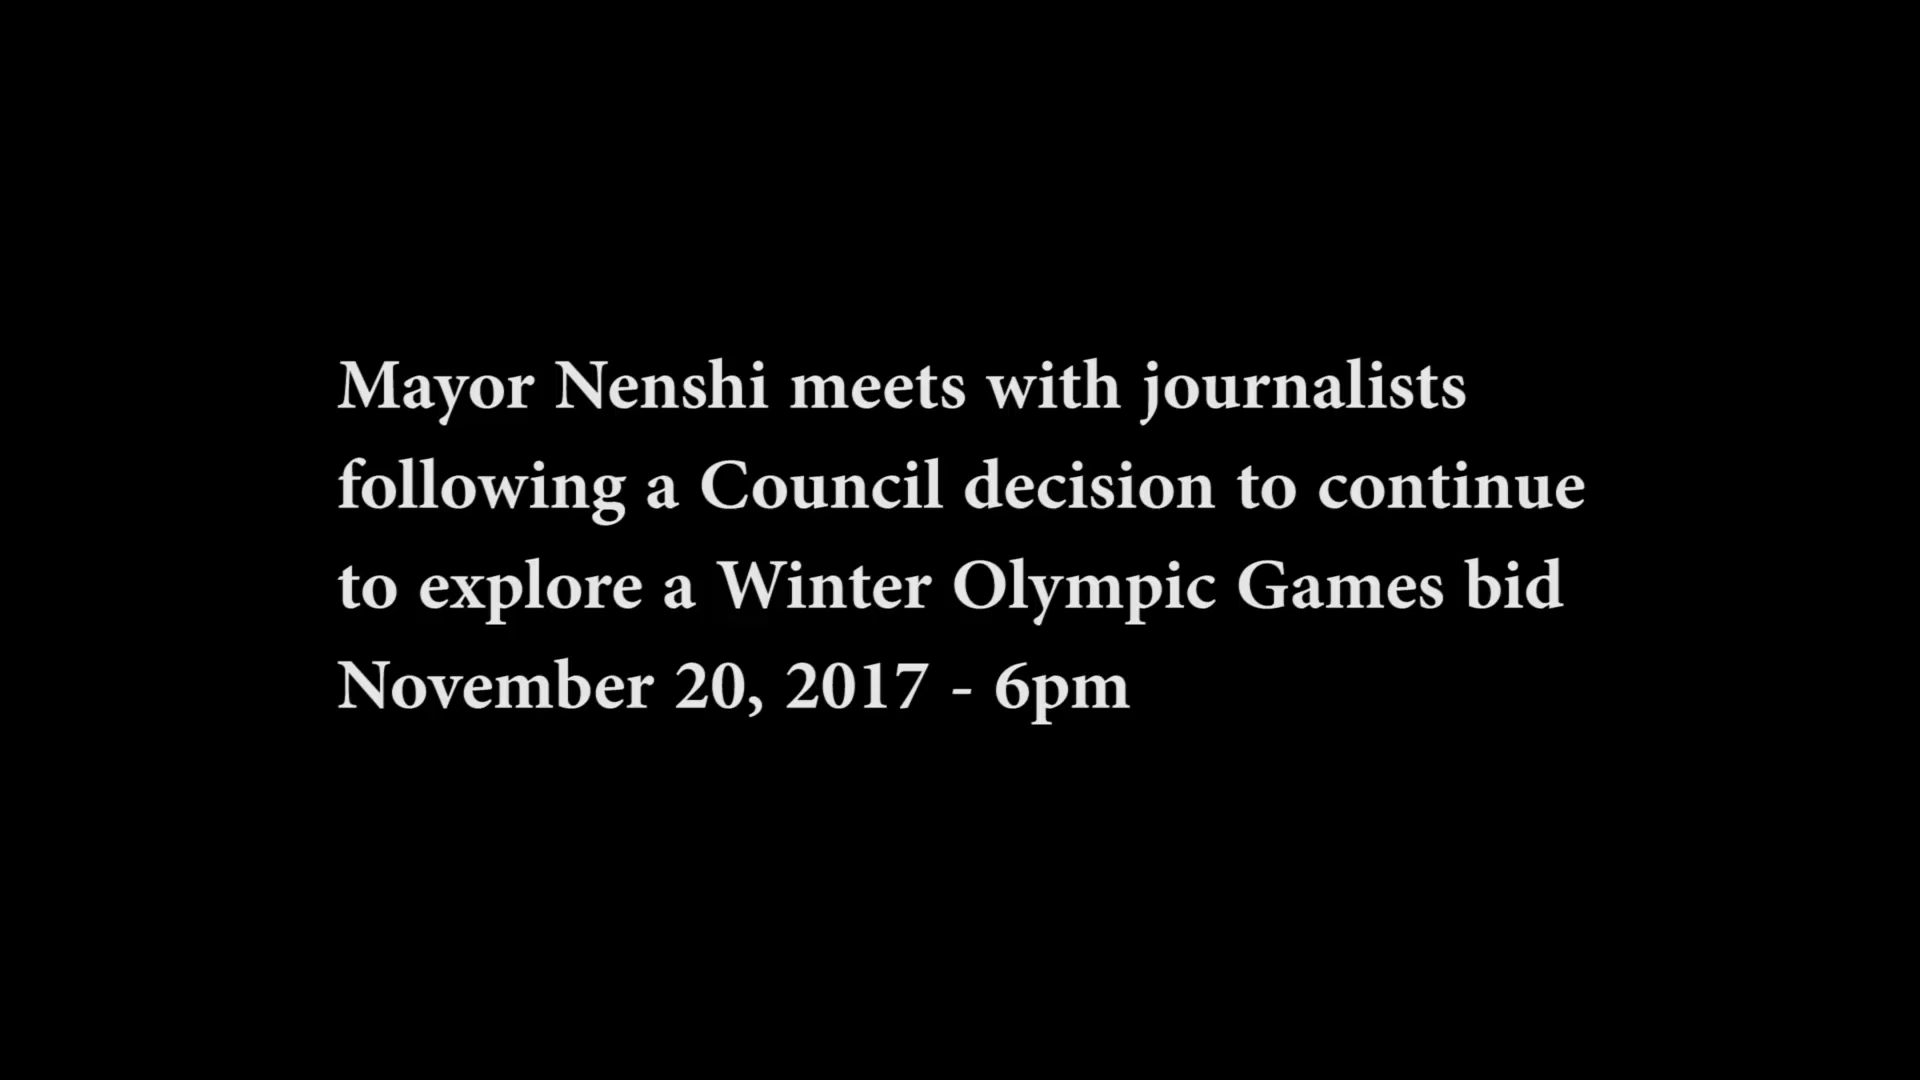 Mayor Nenshi meets with journalists
following a Council decision to continue
to explore a Winter Olympic Games bid
November 20, 2017 - 6pm